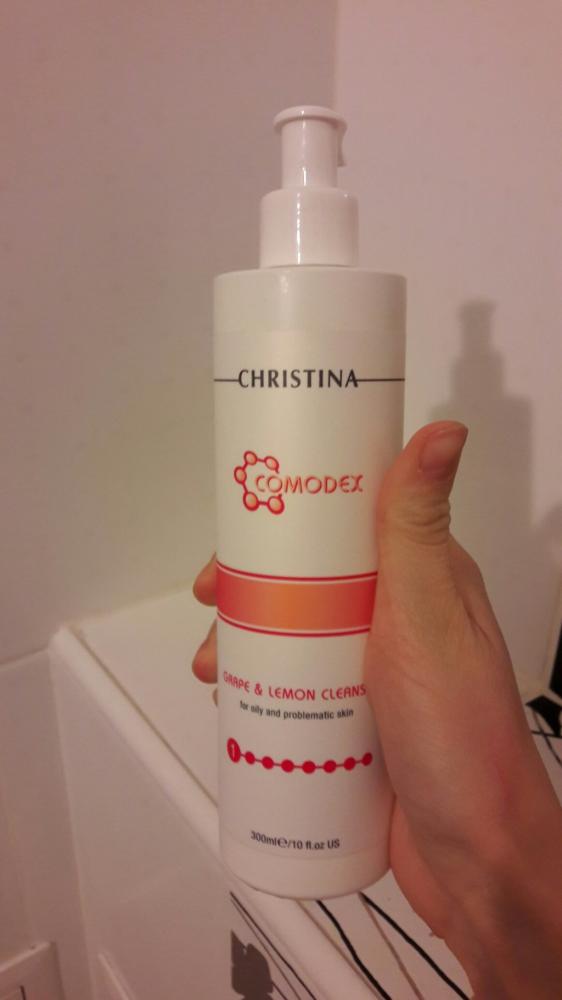 CHRISTINA
COMODEX
GRAPE & LEMON CLEANS
for oily and problematic skin
1
300ml℮/10 fl.oz US